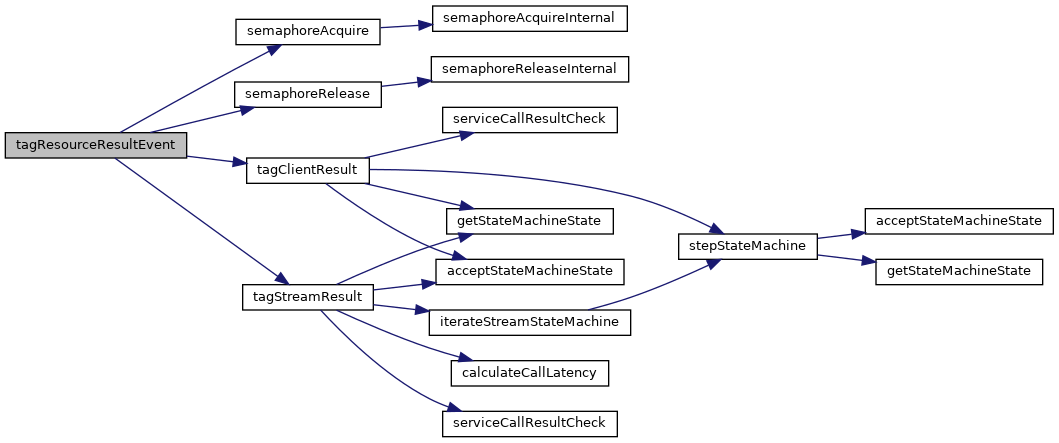 tagResourceResultEvent
semaphoreAcquire
semaphoreAcquireInternal
semaphoreRelease
semaphoreReleaseInternal
tagClientResult
serviceCallResultCheck
getStateMachineState
acceptStateMachineState
stepStateMachine
acceptStateMachineState
getStateMachineState
tagStreamResult
iterateStreamStateMachine
calculateCallLatency
serviceCallResultCheck